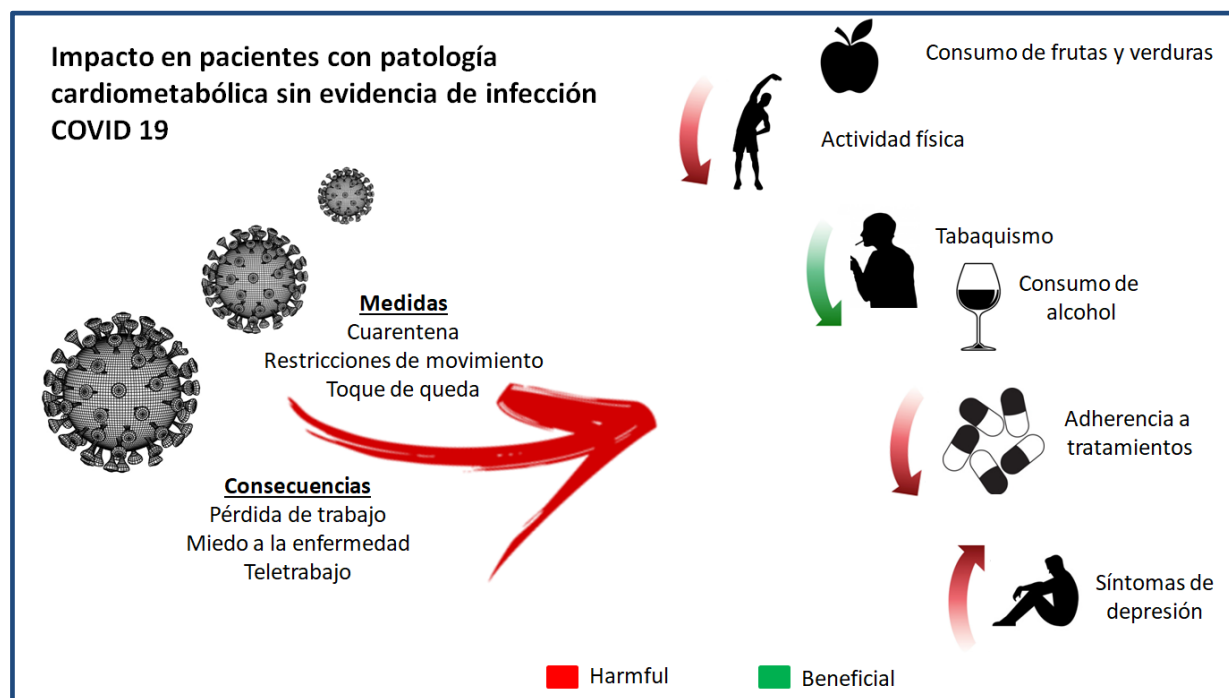 Impacto en pacientes con patología
cardiometabólica sin evidencia de infección
COVID 19
Medidas
Cuarentena
Restricciones de movimiento
Toque de queda
Consecuencias
Pérdida de trabajo
Miedo a la enfermedad
Teletrabajo
Consumo de frutas y verduras
Actividad física
Tabaquismo
Consumo de
alcohol
Adherencia a
tratamientos
Síntomas de
depresión
Harmful
Beneficial